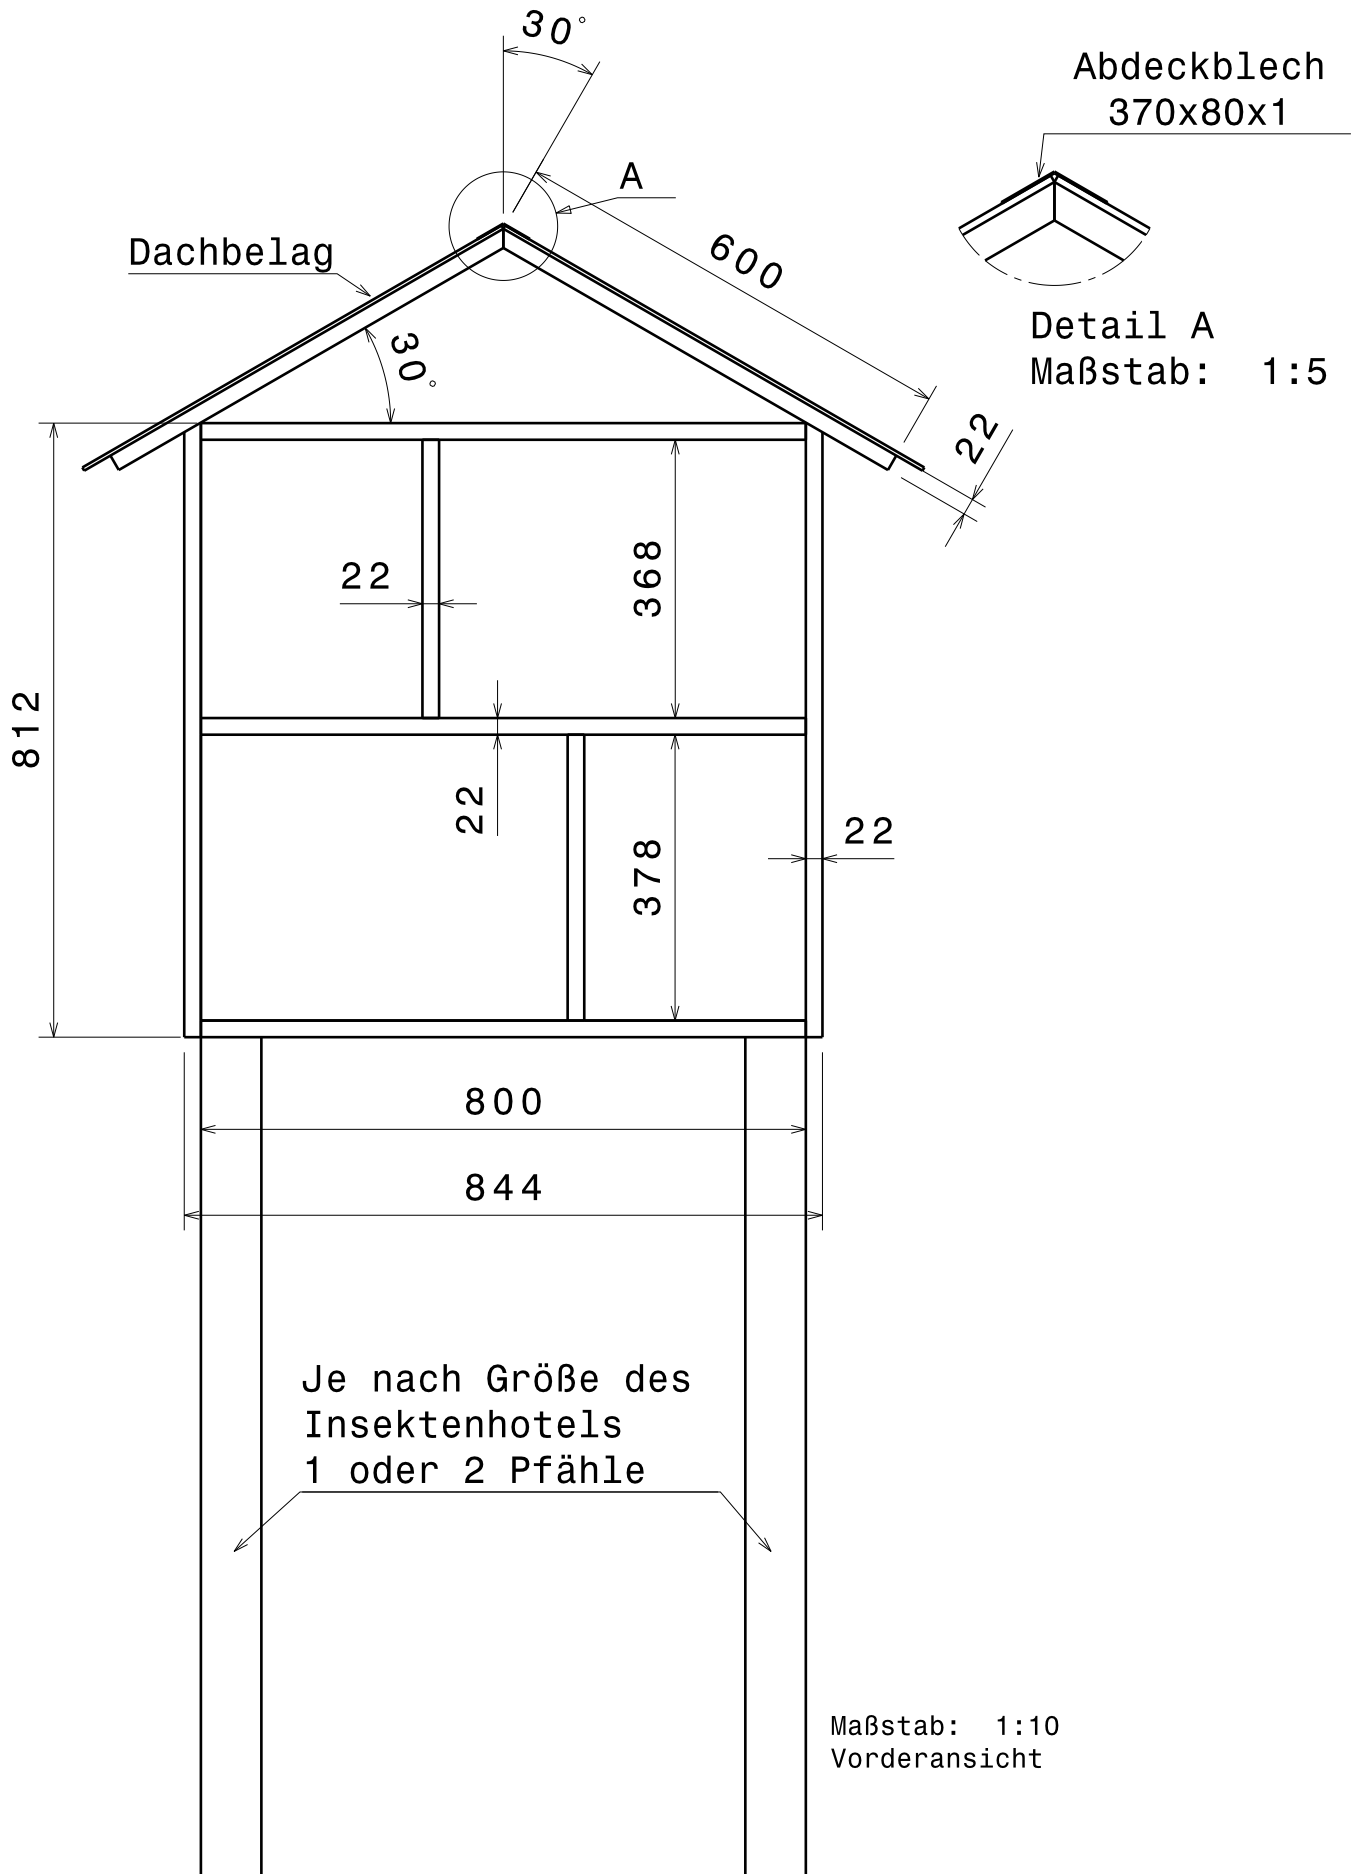 30°
Abdeckblech
370x80x1
A
Dachbelag
600
Detail A
Maßstab: 1:5
30°
22
22
368
812
22
22
378
800
844
Je nach Größe des
Insektenhotels
1 oder 2 Pfähle
Maßstab: 1:10
Vorderansicht